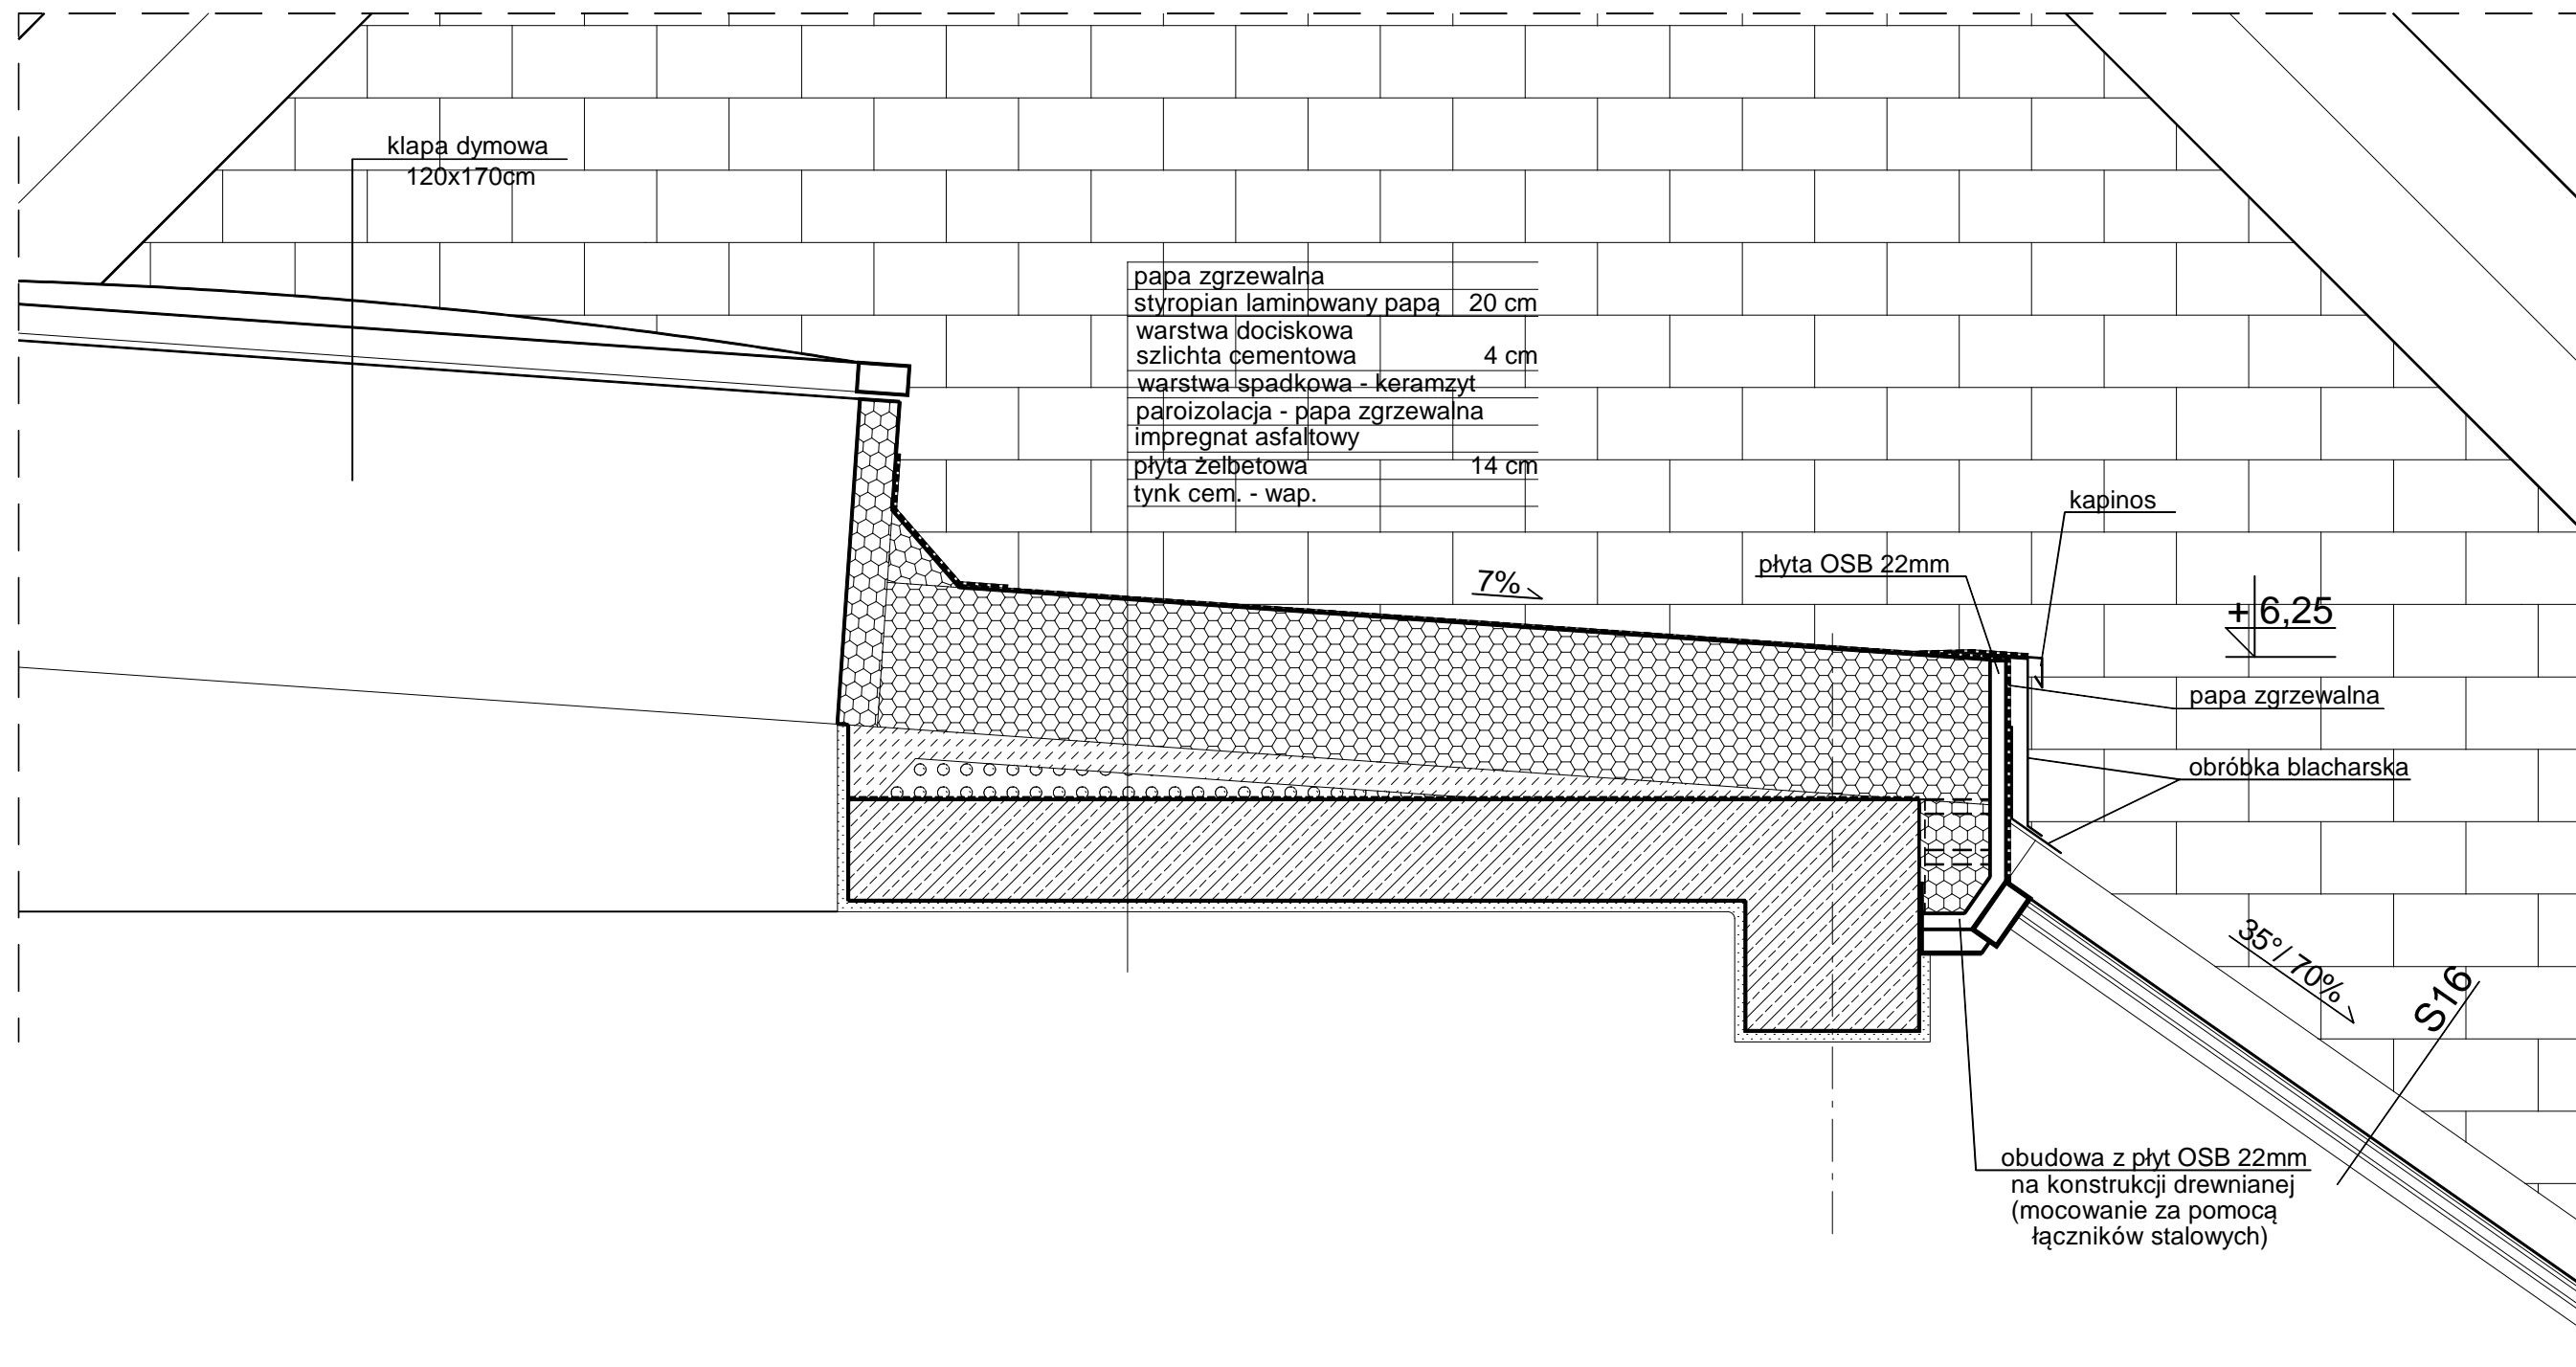 klapa dymowa
120x170cm
papa zgrzewalna
styropian laminowany papą 20 cm
warstwa dociskowa
szlichta cementowa 4 cm
warstwa spadkowa - keramzyt
paroizolacja - papa zgrzewalna
impregnat asfaltowy
płyta żelbetowa 14 cm
tynk cem. - wap.
kapinos
płyta OSB 22mm
7%
+ 6,25
papa zgrzewalna
obróbka blacharska
35°/ 70%
S16
obudowa z płyt OSB 22mm
na konstrukcji drewnianej
(mocowanie za pomocą
łączników stalowych)